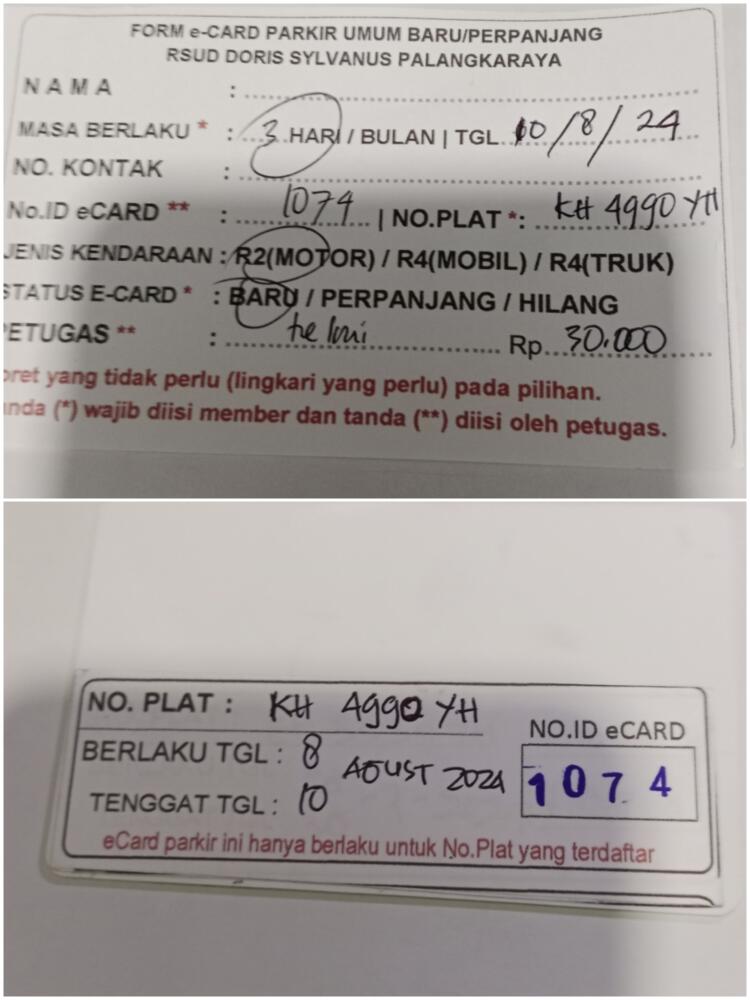 FORM e-CARD PARKIR UMUM BARU/PERPANJANG
RSUD DORIS SYLVANUS PALANGKARAYA
NAMA :
MASA BERLAKU * : 3 HARI / BULAN | TGL. 10/8/24
NO. KONTAK :
No.ID eCARD ** : 1074 | NO.PLAT *: KH 4990 YH
JENIS KENDARAAN : R2(MOTOR) / R4(MOBIL) / R4(TRUK)
STATUS E-CARD * : BARU / PERPANJANG / HILANG
PETUGAS ** : Rp. 30.000
oret yang tidak perlu (lingkari yang perlu) pada pilihan.
anda (*) wajib diisi member dan tanda (**) diisi oleh petugas.
NO. PLAT : KH 4990 YH
NO.ID eCARD
BERLAKU TGL : 8
AGUST 2024
1074
TENGGAT TGL : 10
eCard parkir ini hanya berlaku untuk No.Plat yang terdaftar